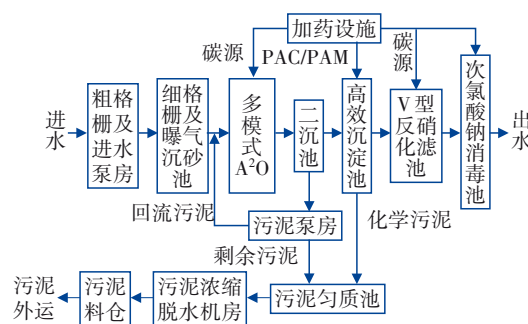 加药设施
碳源
PAC/PAM
碳源
进水
粗格栅及进水泵房
细格栅及曝气沉砂池
多模式A²O
二沉池
高效沉淀池
V型反硝化滤池
次氯酸钠消毒池
出水
回流污泥
污泥泵房
化学污泥
剩余污泥
污泥外运
污泥料仓
污泥浓缩脱水机房
污泥匀质池